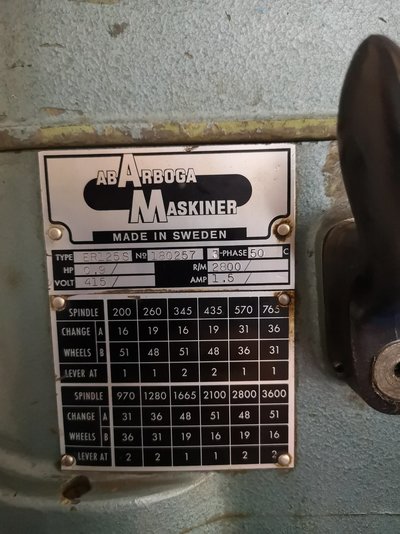 AB ARBOGA
MASKINER
MADE IN SWEDEN
TYPE ER125S Nº 180257 3-PHASE 50 C
HP 0.9/ R/M 2800/
VOLT 415/ AMP 1.5/
SPINDLE 200 260 345 435 570 765
CHANGE A 16 19 16 19 31 36
WHEELS B 51 48 51 48 36 31
LEVER AT 1 1 2 2 1 1
SPINDLE 970 1280 1665 2100 2800 3600
CHANGE A 31 36 48 51 48 51
WHEELS B 36 31 19 16 19 16
LEVER AT 2 2 1 1 2 2